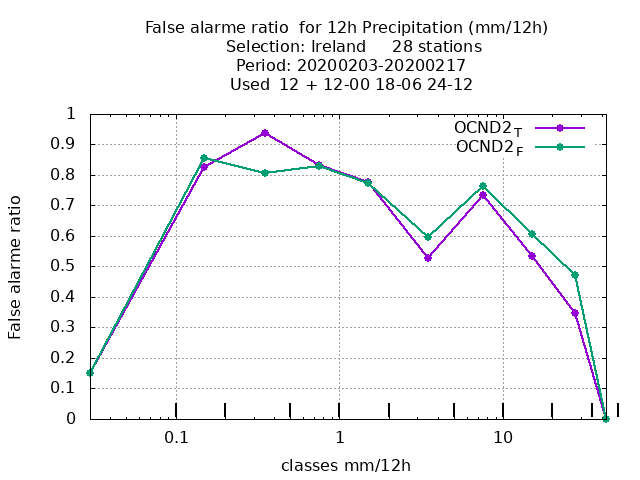 False alarme ratio  for 12h Precipitation (mm/12h)
Selection: Ireland     28 stations
Period: 20200203-20200217
Used  12 + 12-00 18-06 24-12
OCND2T
OCND2F
False alarme ratio
1
0.9
0.8
0.7
0.6
0.5
0.4
0.3
0.2
0.1
0
0.1 1 10
classes mm/12h